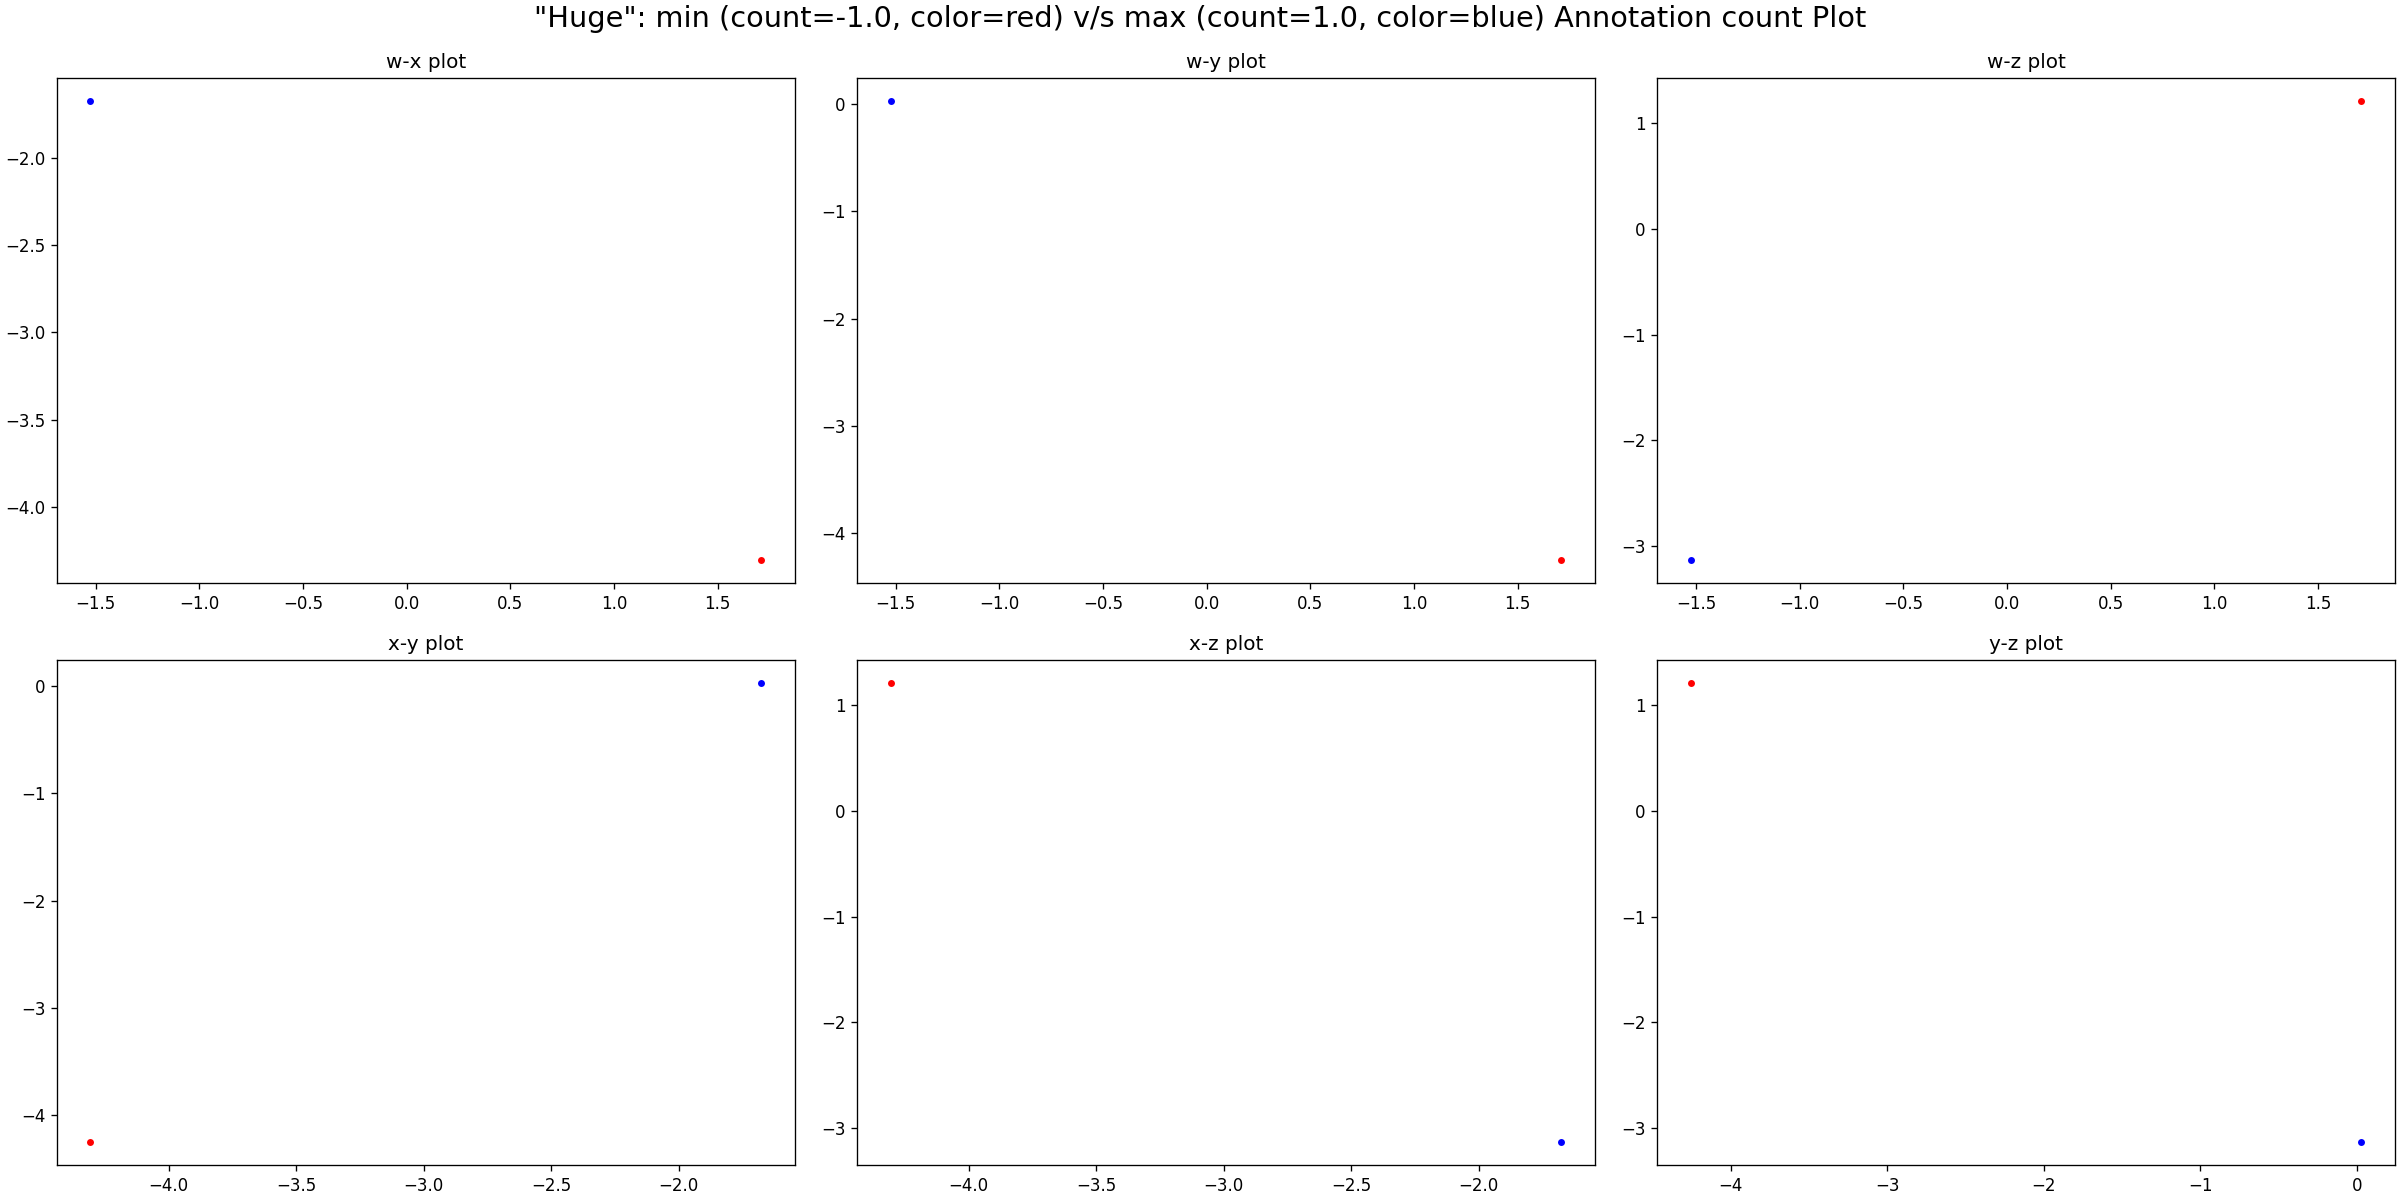 "Huge": min (count=-1.0, color=red) v/s max (count=1.0, color=blue) Annotation count Plot
w-x plot
−2.0
−2.5
−3.0
−3.5
−4.0
−1.5 −1.0 −0.5 0.0 0.5 1.0 1.5
w-y plot
0
−1
−2
−3
−4
−1.5 −1.0 −0.5 0.0 0.5 1.0 1.5
w-z plot
1
0
−1
−2
−3
−1.5 −1.0 −0.5 0.0 0.5 1.0 1.5
x-y plot
0
−1
−2
−3
−4
−4.0 −3.5 −3.0 −2.5 −2.0
x-z plot
1
0
−1
−2
−3
−4.0 −3.5 −3.0 −2.5 −2.0
y-z plot
1
0
−1
−2
−3
−4 −3 −2 −1 0